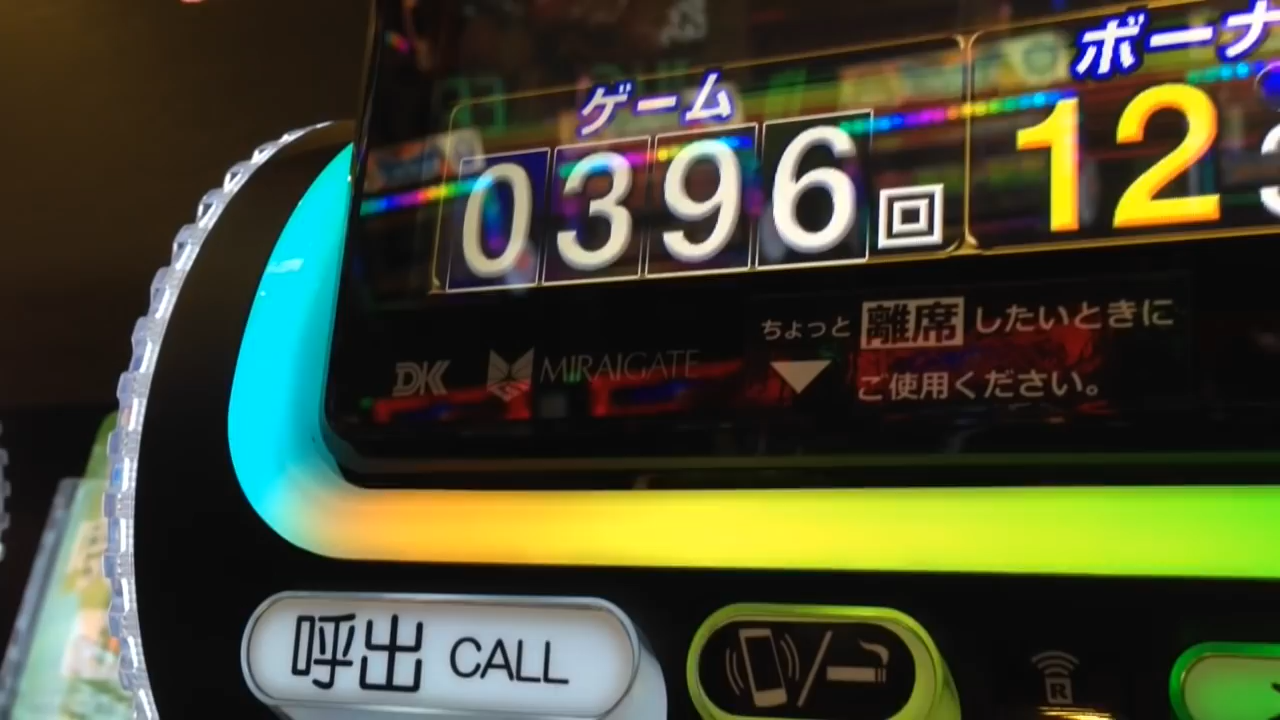 ゲーム
0396回
ボーナ
12
ちょっと離席したいときに
ご使用ください。
DK MIRAIGATE
呼出 CALL
R